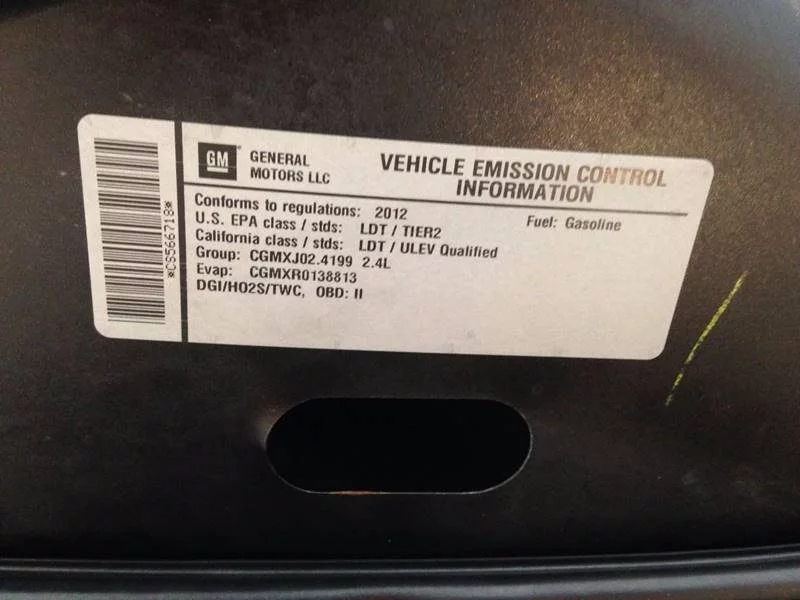 *CS566718*
GM
GENERAL
MOTORS LLC
VEHICLE EMISSION CONTROL
INFORMATION
Conforms to regulations: 2012
Fuel: Gasoline
U.S. EPA class / stds: LDT / TIER2
California class / stds: LDT / ULEV Qualified
Group: CGMXJ02.4199 2.4L
Evap: CGMXR0138813
DGI/HO2S/TWC, OBD: II